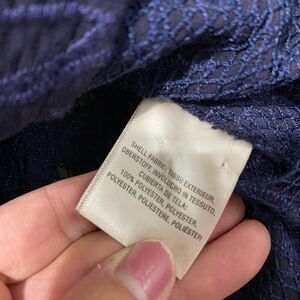 SHELL FABRIC, TISSU EXTERIEUR,
OBERSTOFF, INVOLUCRO IN TESSUTO,
CUBIERTA DE TELA:
100% POLYESTER, POLYESTER
POLYESTER, POLIESTERE, POLIESTER